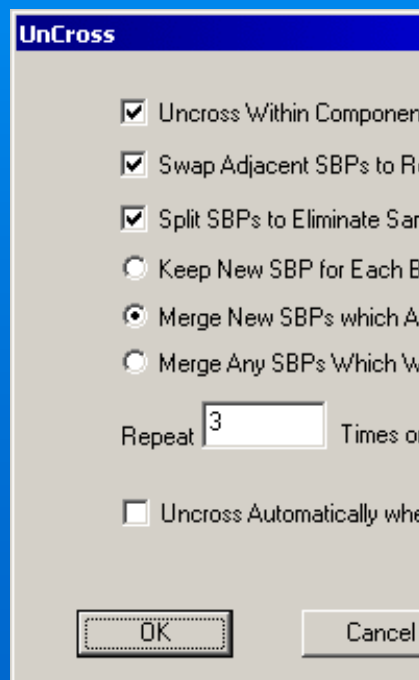 UnCross
Uncross Within Componen
Swap Adjacent SBPs to R
Split SBPs to Eliminate Sa
Keep New SBP for Each B
Merge New SBPs which A
Merge Any SBPs Which W
Repeat 3 Times o
Uncross Automatically whe
OK Cancel